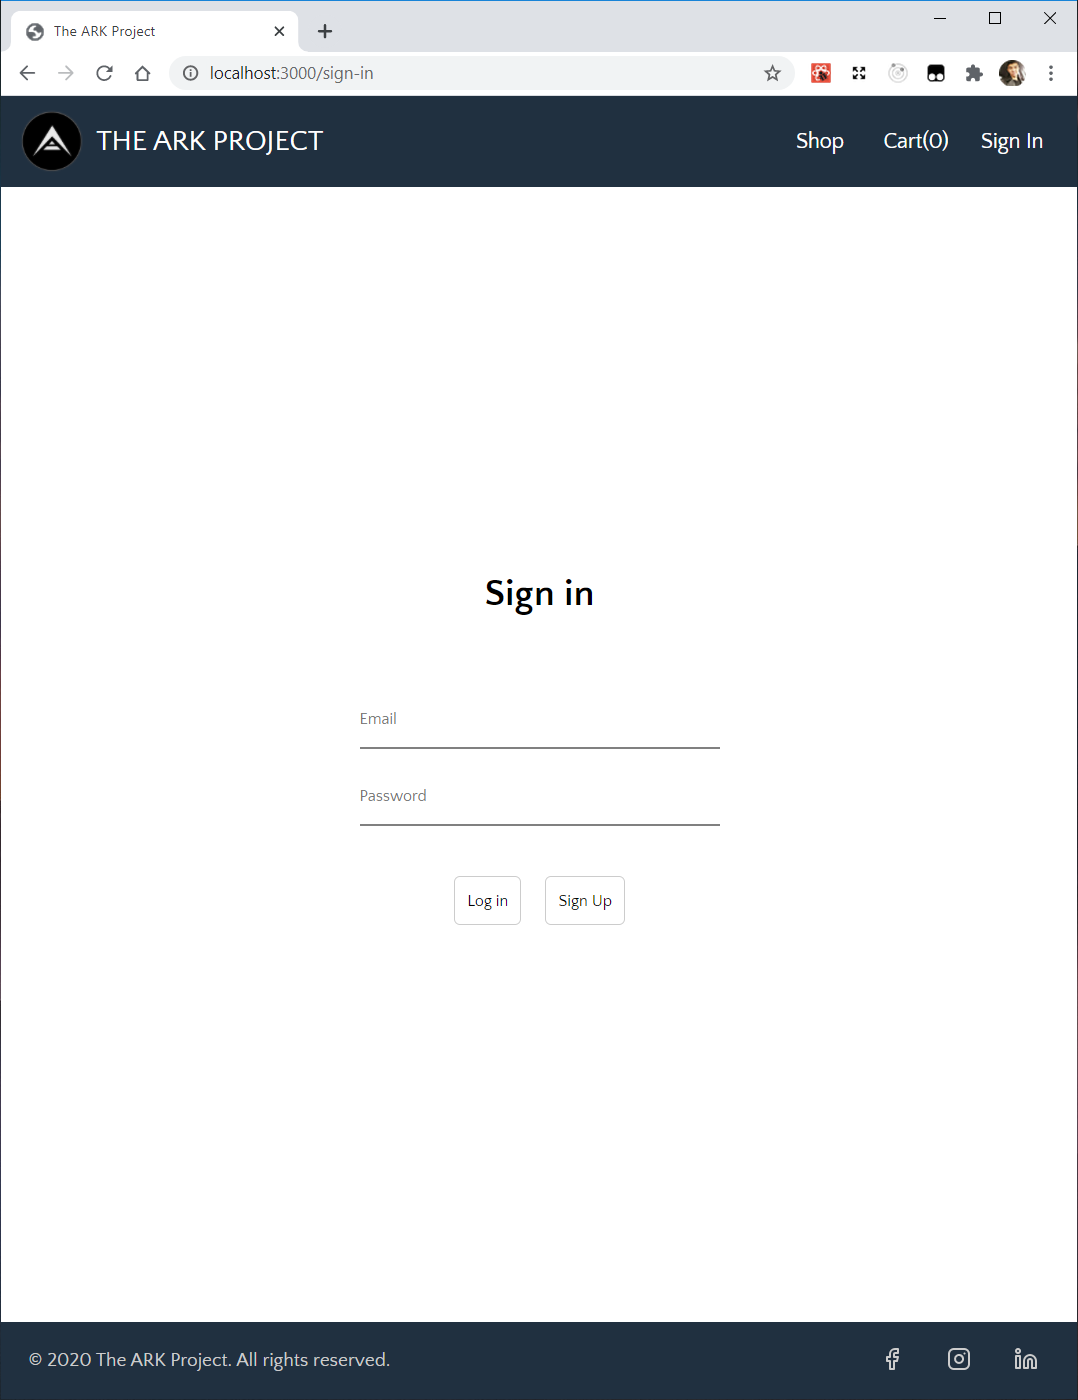 The ARK Project
localhost:3000/sign-in
THE ARK PROJECT
Shop
Cart(0)
Sign In
Sign in
Email
Password
Log in
Sign Up
© 2020 The ARK Project. All rights reserved.